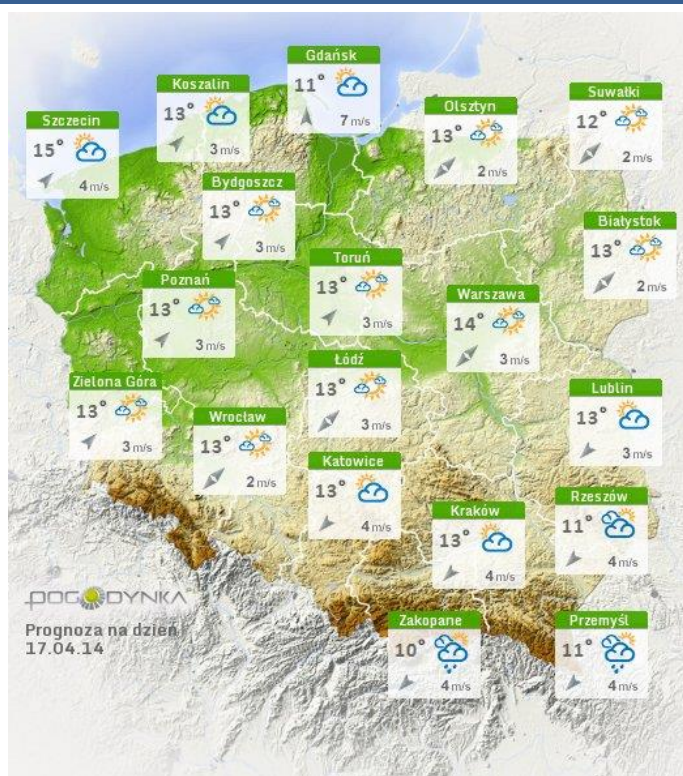 Gdańsk
11°
7 m/s
Koszalin
13°
3 m/s
Suwałki
12°
2 m/s
Olsztyn
13°
2 m/s
Szczecin
15°
4 m/s
Bydgoszcz
13°
3 m/s
Białystok
13°
2 m/s
Toruń
13°
3 m/s
Poznań
13°
3 m/s
Warszawa
14°
3 m/s
Łódź
13°
3 m/s
Zielona Góra
13°
3 m/s
Lublin
13°
3 m/s
Wrocław
13°
2 m/s
Katowice
13°
4 m/s
Rzeszów
11°
4 m/s
Kraków
13°
4 m/s
POGODYNKA
Prognoza na dzień
17.04.14
Zakopane
10°
4 m/s
Przemyśl
11°
4 m/s